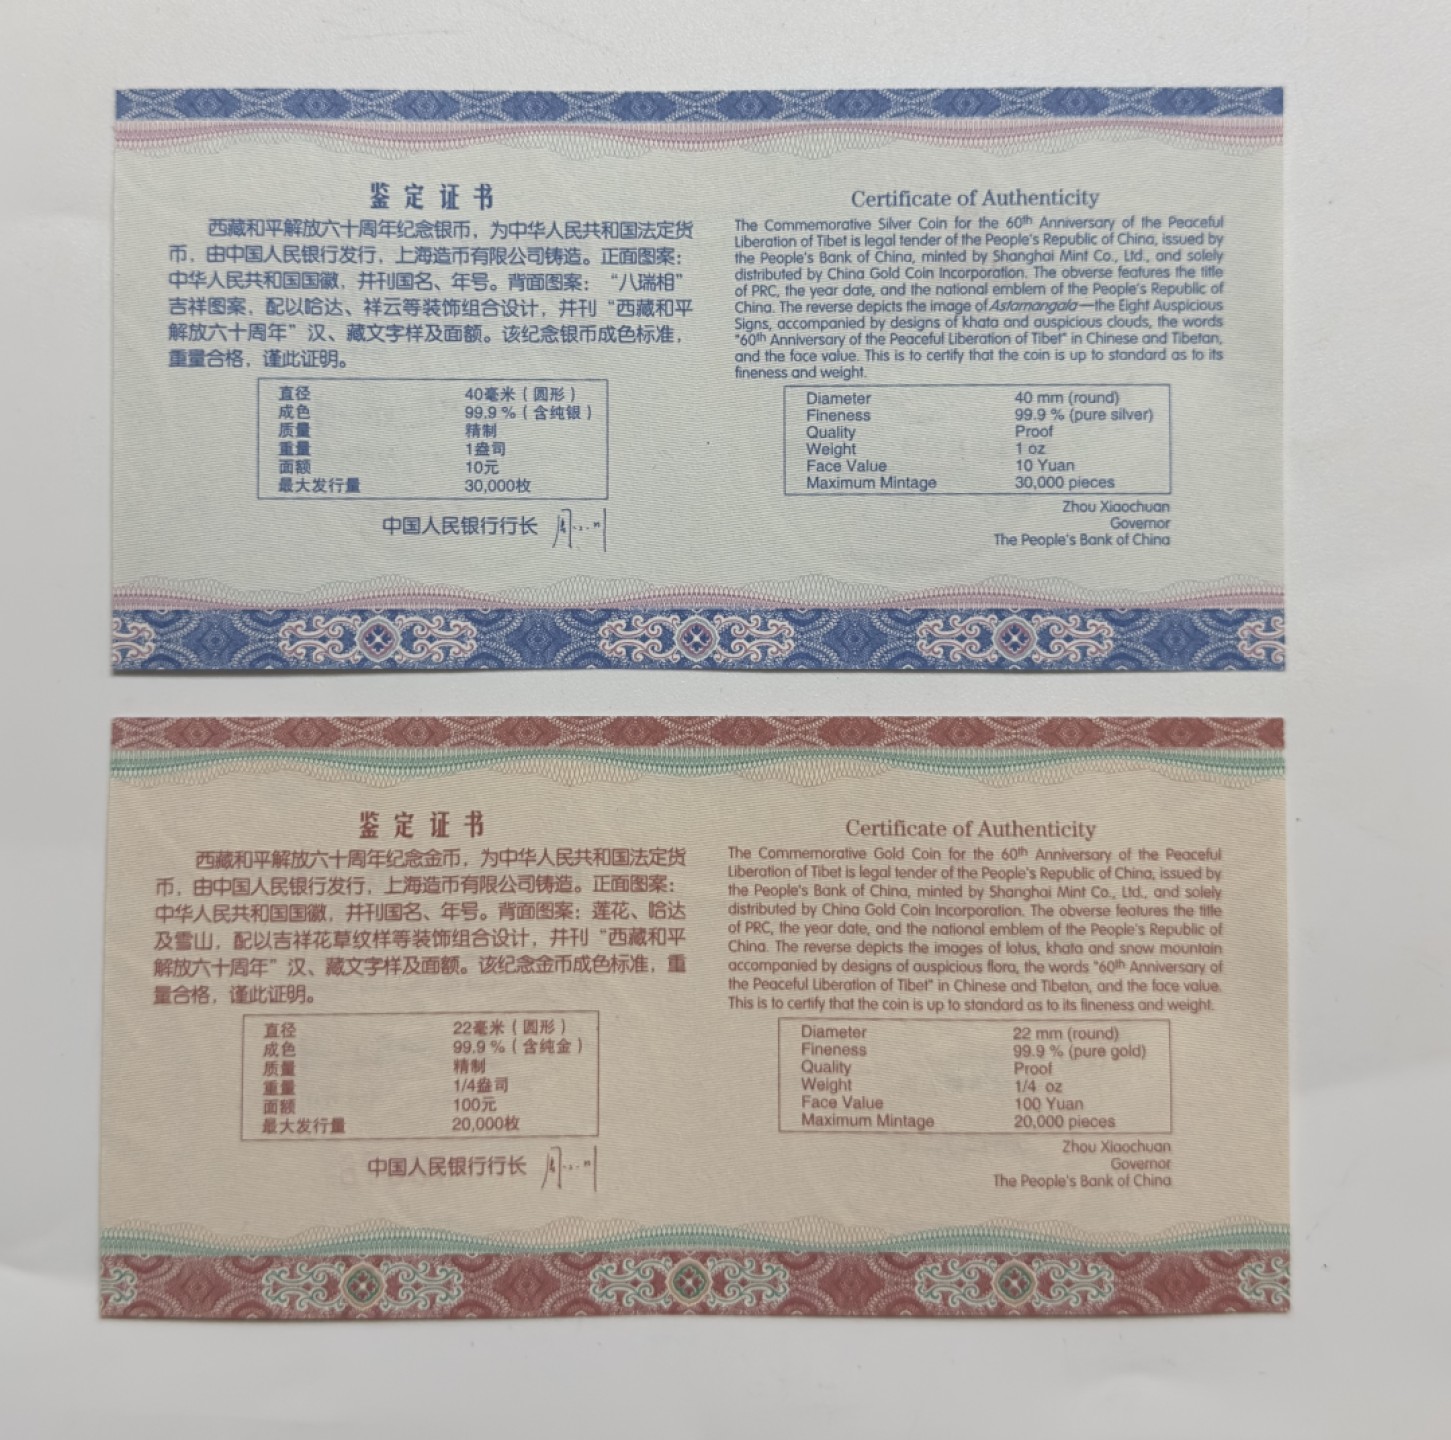 鉴定证书
西藏和平解放六十周年纪念银币，为中华人民共和国法定货
币，由中国人民银行发行，上海造币有限公司铸造。正面图案：
中华人民共和国国徽，并刊国名、年号。背面图案：“八瑞相”
吉祥图案，配以哈达、祥云等装饰组合设计，并刊“西藏和平
解放六十周年”汉、藏文字样及面额。该纪念银币成色标准，
重量合格，谨此证明。
直径 40毫米（圆形）
成色 99.9%（含纯银）
质量 精制
重量 1盎司
面额 10元
最大发行量 30,000枚
中国人民银行行长
Certificate of Authenticity
The Commemorative Silver Coin for the 60th Anniversary of the Peaceful
Liberation of Tibet is legal tender of the People's Republic of China, issued by
the People's Bank of China, minted by Shanghai Mint Co., Ltd., and solely
distributed by China Gold Coin Incorporation. The obverse features the title
of PRC, the year date, and the national emblem of the People's Republic of
China. The reverse depicts the image of Astamangala—the Eight Auspicious
Signs, accompanied by designs of khata and auspicious clouds, the words
"60th Anniversary of the Peaceful Liberation of Tibet" in Chinese and Tibetan,
and the face value. This is to certify that the coin is up to standard as to its
fineness and weight.
Diameter 40 mm (round)
Fineness 99.9 % (pure silver)
Quality Proof
Weight 1 oz
Face Value 10 Yuan
Maximum Mintage 30,000 pieces
Zhou Xiaochuan
Governor
The People's Bank of China
鉴定证书
西藏和平解放六十周年纪念金币，为中华人民共和国法定货
币，由中国人民银行发行，上海造币有限公司铸造。正面图案：
中华人民共和国国徽，并刊国名、年号。背面图案：莲花、哈达
及雪山，配以吉祥花草纹样等装饰组合设计，并刊“西藏和平
解放六十周年”汉、藏文字样及面额。该纪念金币成色标准，重
量合格，谨此证明。
直径 22毫米（圆形）
成色 99.9%（含纯金）
质量 精制
重量 1/4盎司
面额 100元
最大发行量 20,000枚
中国人民银行行长
Certificate of Authenticity
The Commemorative Gold Coin for the 60th Anniversary of the Peaceful
Liberation of Tibet is legal tender of the People's Republic of China, issued by
the People's Bank of China, minted by Shanghai Mint Co., Ltd., and solely
distributed by China Gold Coin Incorporation. The obverse features the title
of PRC, the year date, and the national emblem of the People's Republic of
China. The reverse depicts the images of lotus, khata and snow mountain
accompanied by designs of auspicious flora, the words "60th Anniversary of
the Peaceful Liberation of Tibet" in Chinese and Tibetan, and the face value.
This is to certify that the coin is up to standard as to its fineness and weight.
Diameter 22 mm (round)
Fineness 99.9 % (pure gold)
Quality Proof
Weight 1/4 oz
Face Value 100 Yuan
Maximum Mintage 20,000 pieces
Zhou Xiaochuan
Governor
The People's Bank of China